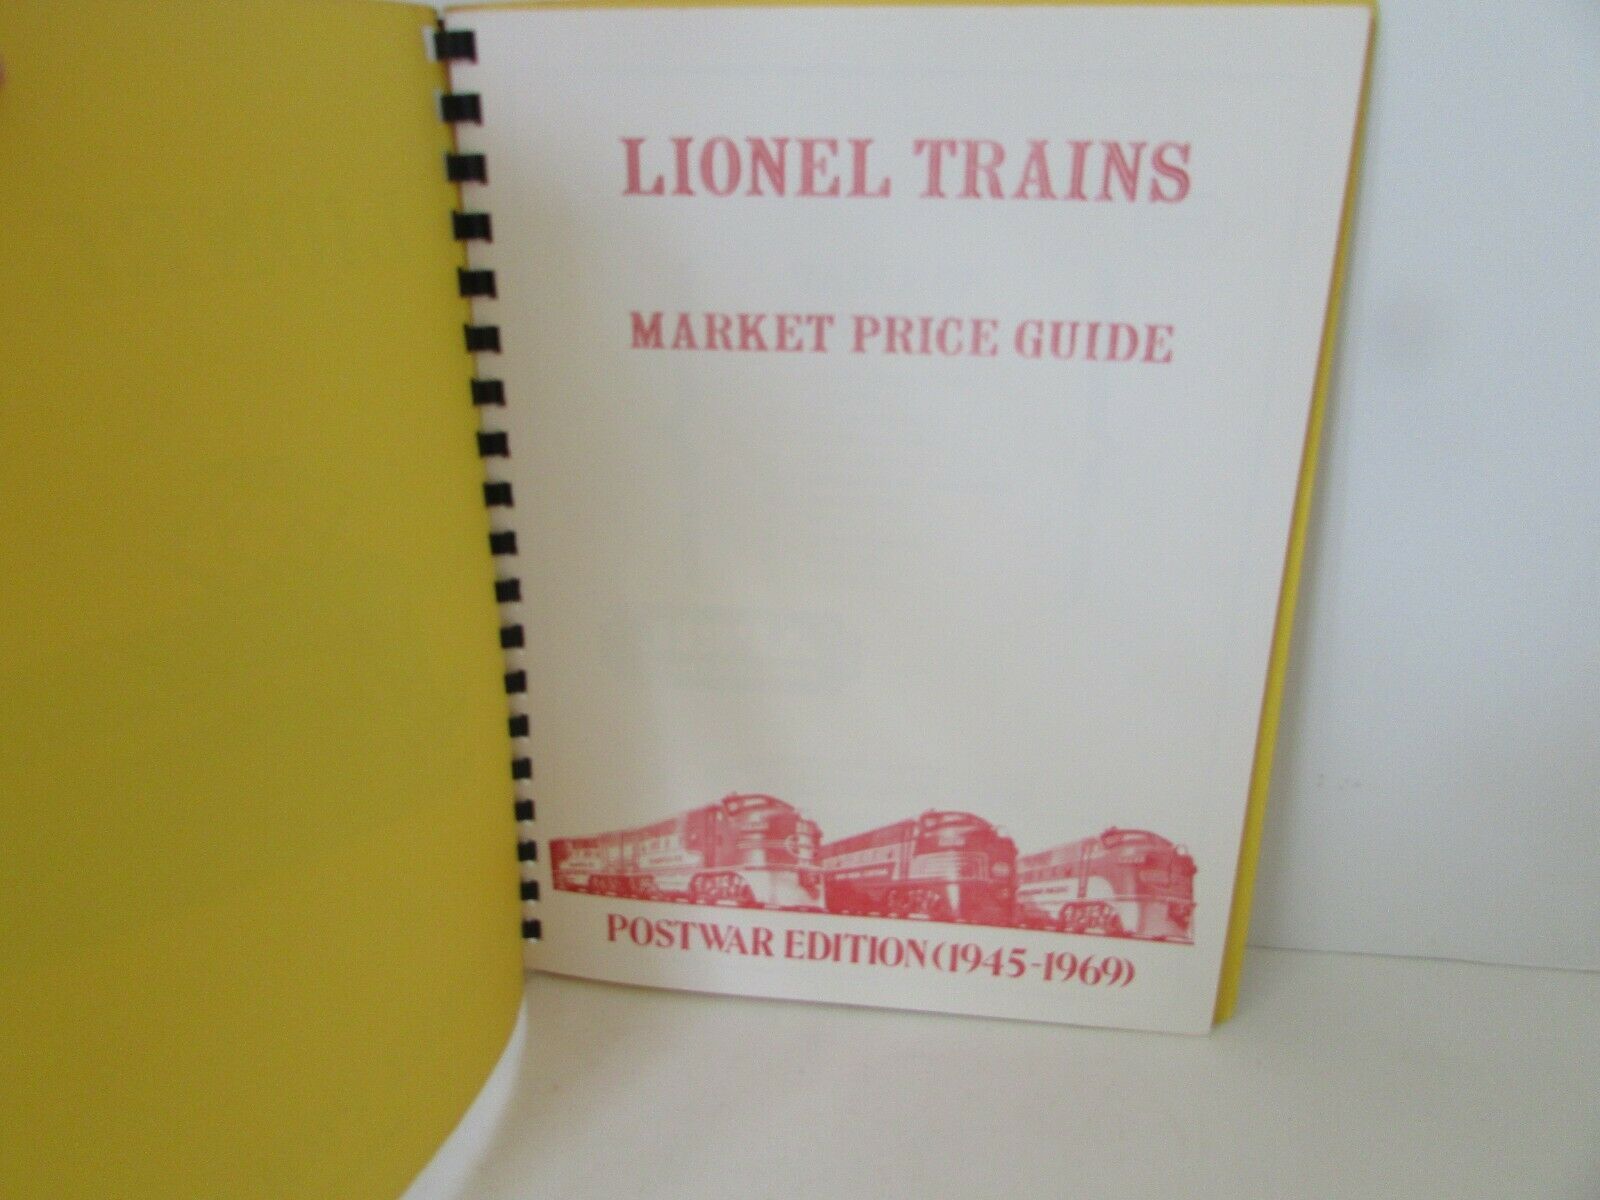 LIONEL TRAINS
MARKET PRICE GUIDE
POSTWAR EDITION (1945-1969)